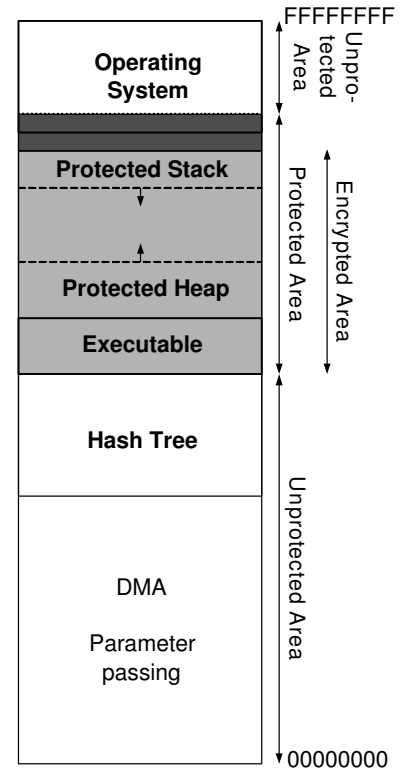 FFFFFFFF
Operating
System
Unpro-
tected
Area
Protected Stack
Protected Area
Encrypted Area
Protected Heap
Executable
Hash Tree
Unprotected Area
DMA
Parameter
passing
00000000